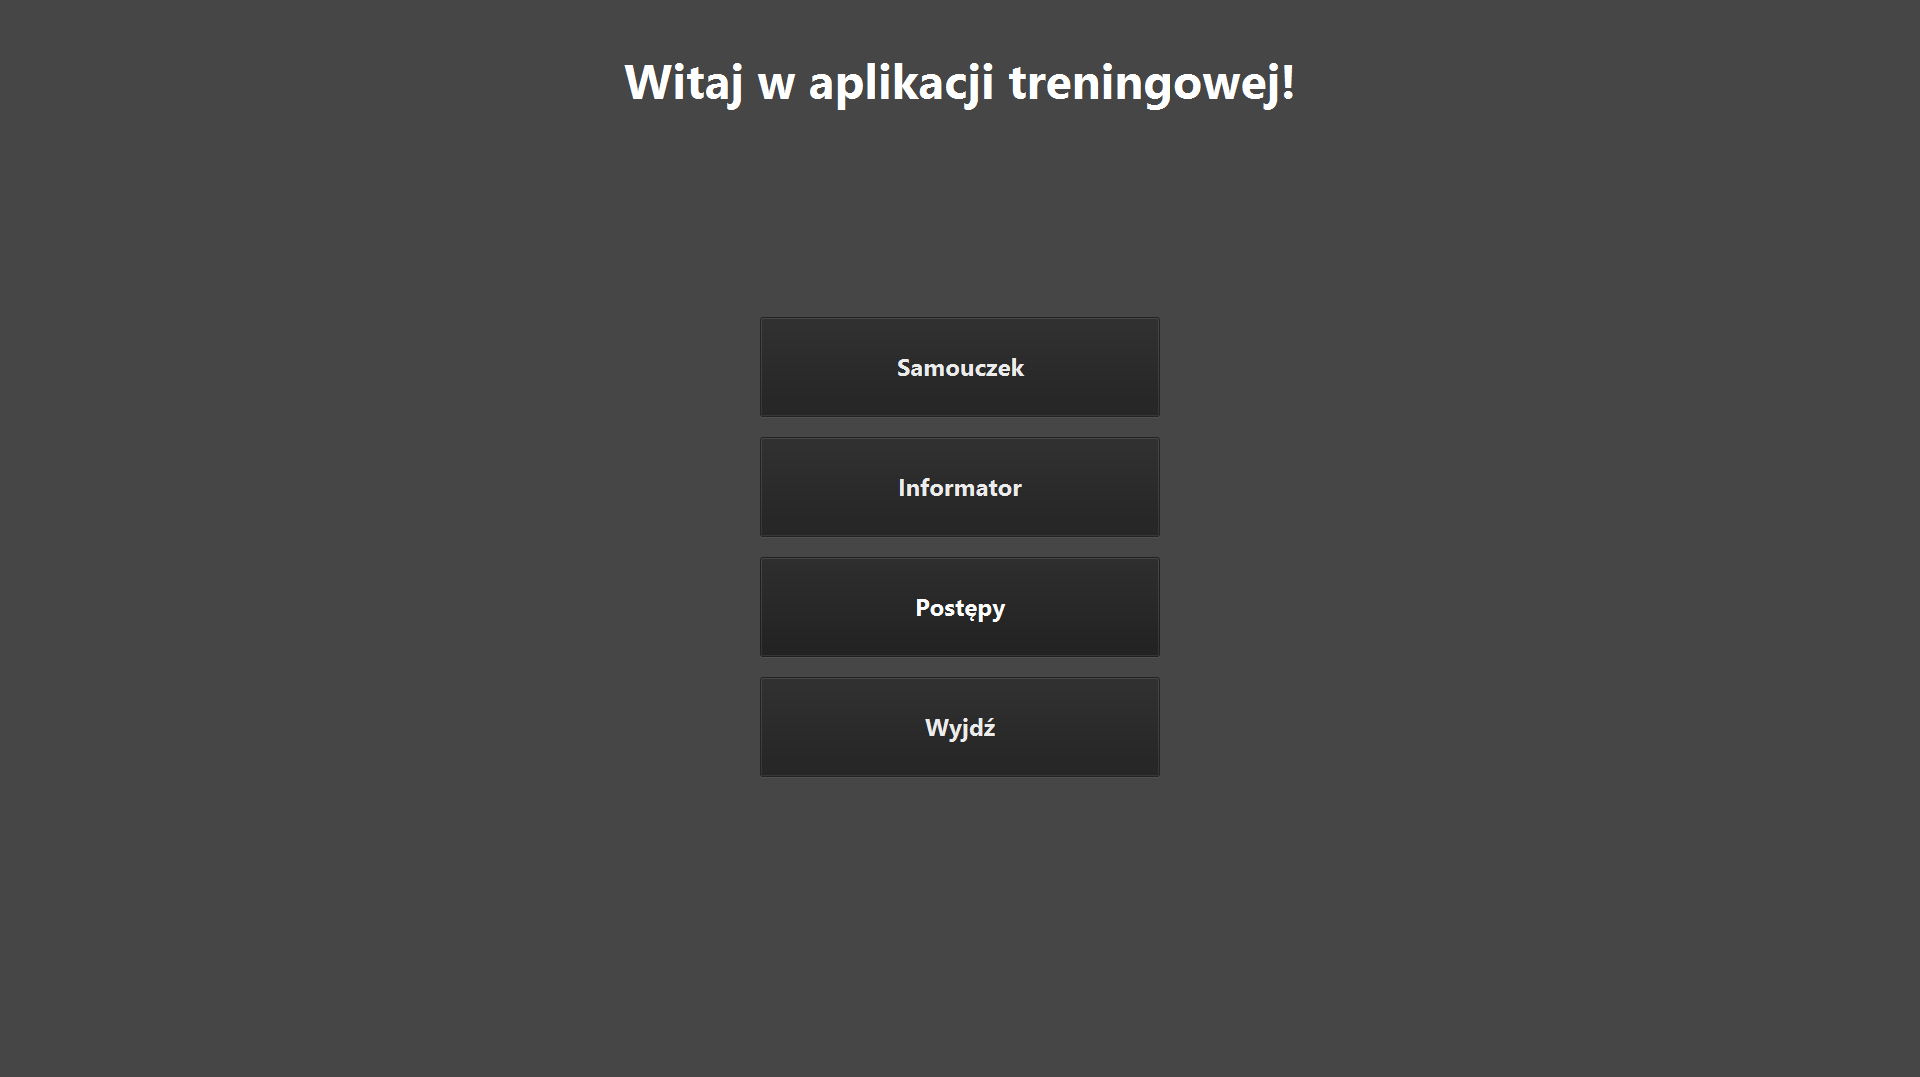 Witaj w aplikacji treningowej!
Samouczek
Informator
Postępy
Wyjdź